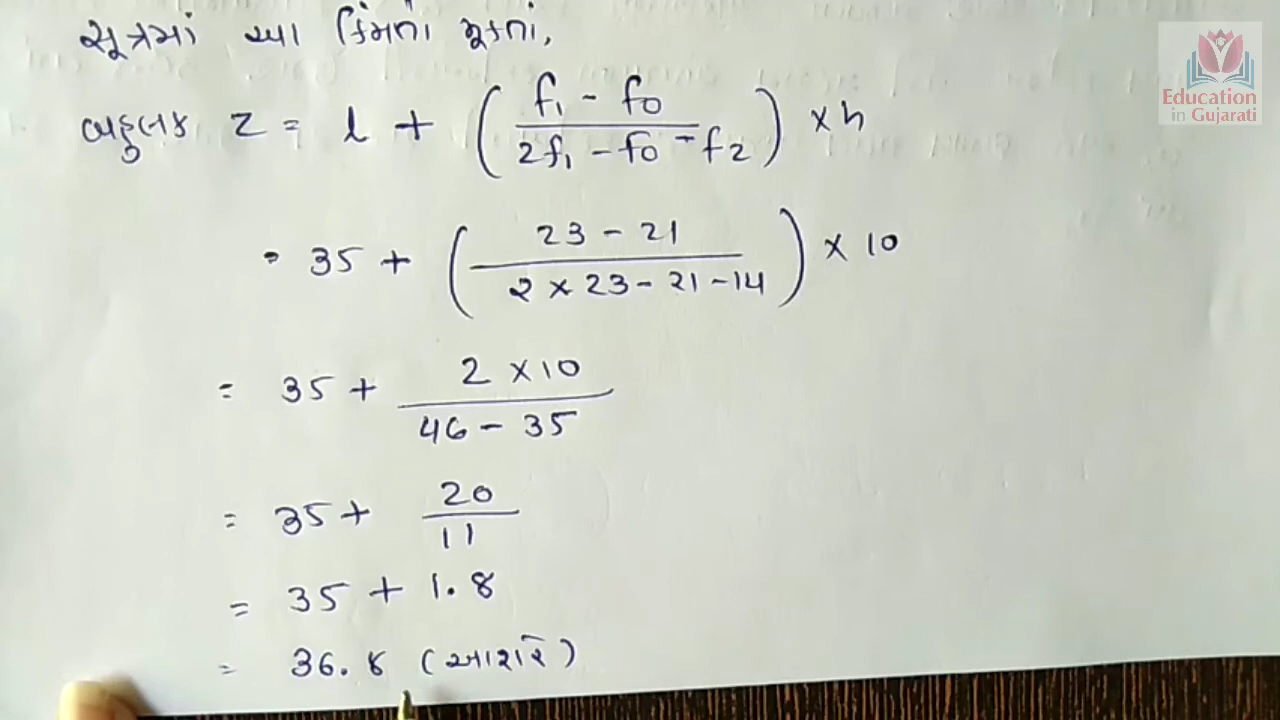 સૂત્રમાં આ કિંમતો મૂકતાં,
બહુલક Z = l + ( f₁ - f₀ / 2f₁ - f₀ - f₂ ) × h
= 35 + ( 23 - 21 / 2 × 23 - 21 - 14 ) × 10
= 35 + 2 × 10 / 46 - 35
= 35 + 20 / 11
= 35 + 1.8
= 36.8 (આશરે)
Education
in Gujarati